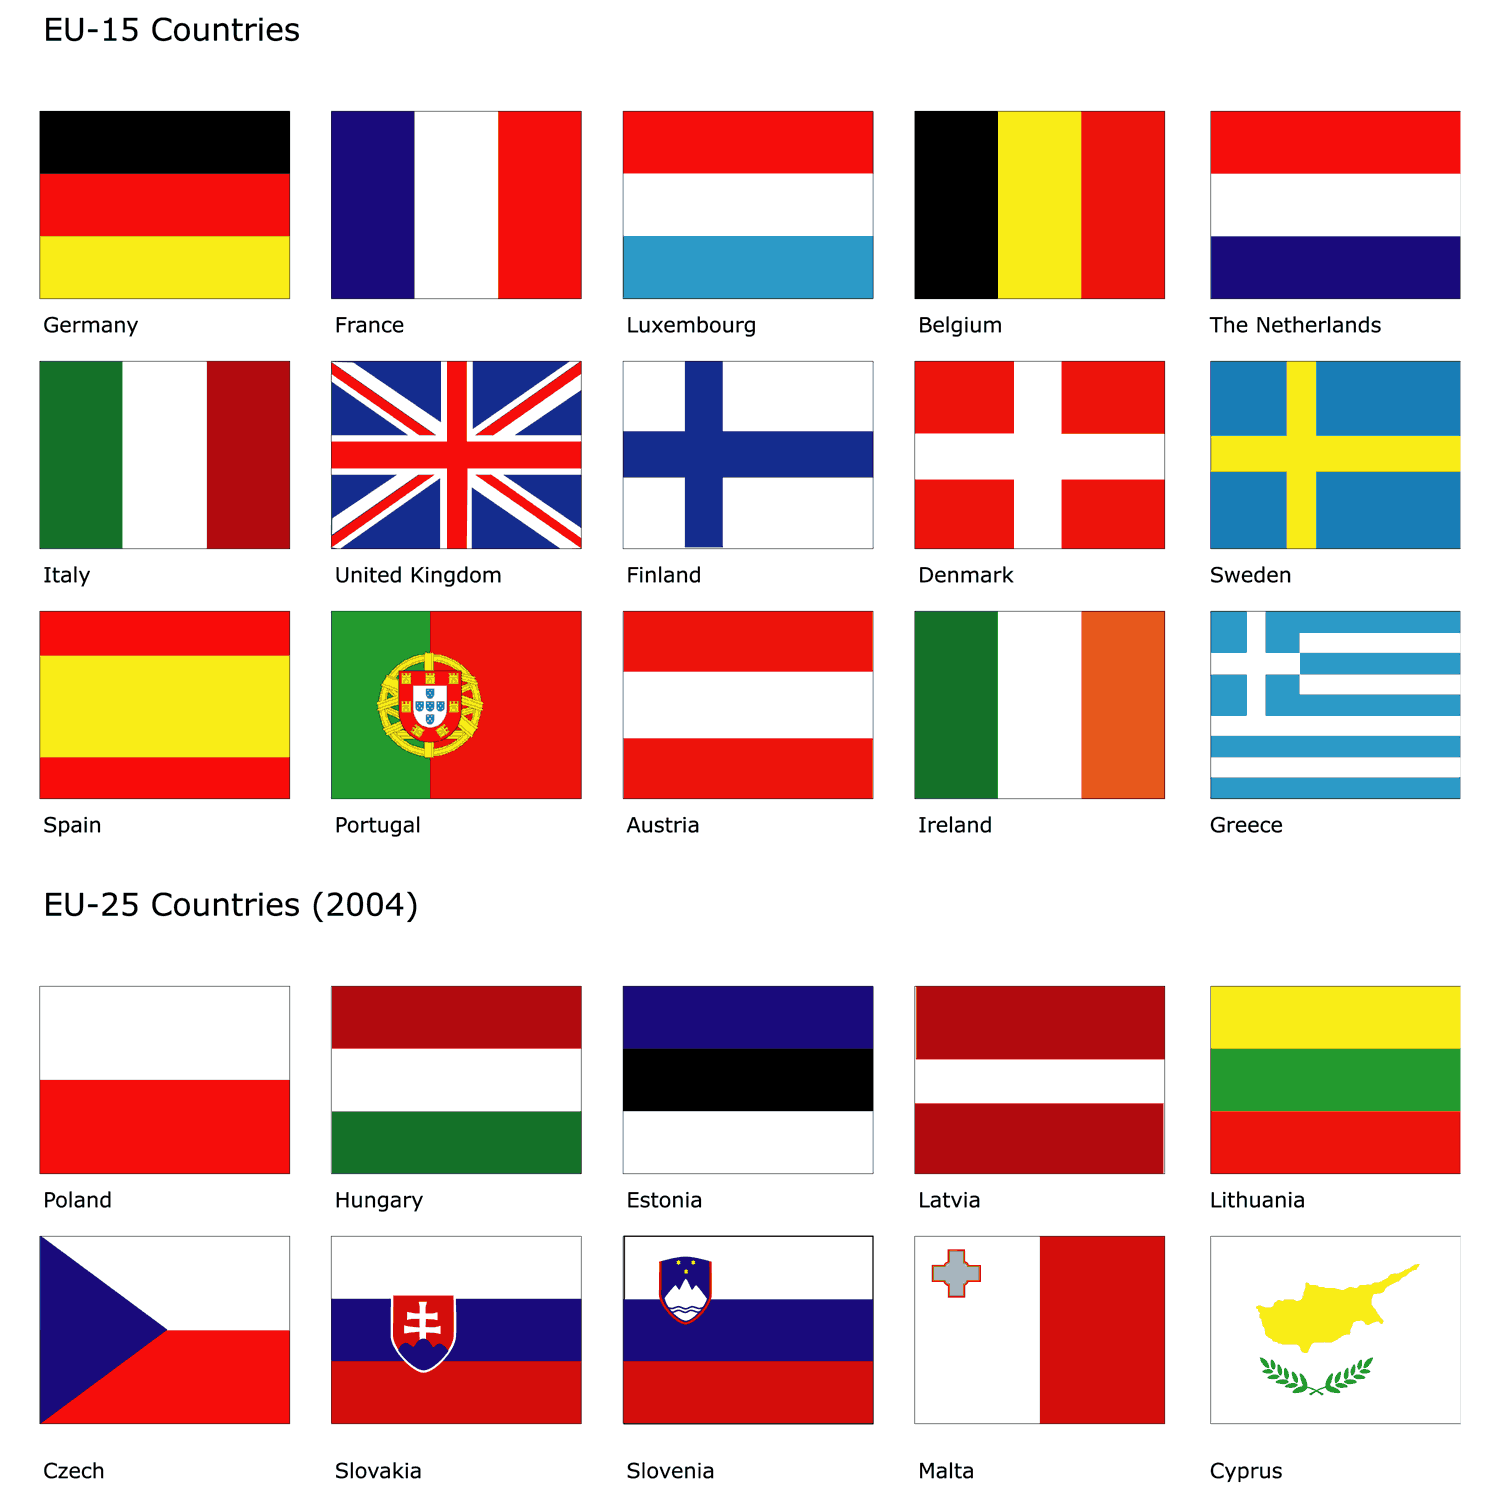 EU-15 Countries
Germany
France
Luxembourg
Belgium
The Netherlands
Italy
United Kingdom
Finland
Denmark
Sweden
Spain
Portugal
Austria
Ireland
Greece
EU-25 Countries (2004)
Poland
Hungary
Estonia
Latvia
Lithuania
Czech
Slovakia
Slovenia
Malta
Cyprus